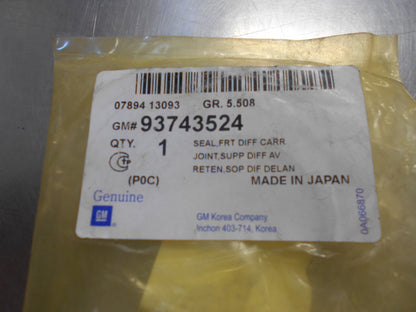 07894 13093 GR. 5.508
GM# 93743524
QTY. 1 SEAL,FRT DIFF CARR
JOINT,SUPP DIFF AV
RETEN,SOP DIF DELAN
(P0C) MADE IN JAPAN
Genuine
GM
GM Korea Company
Inchon 403-714, Korea
0A066870